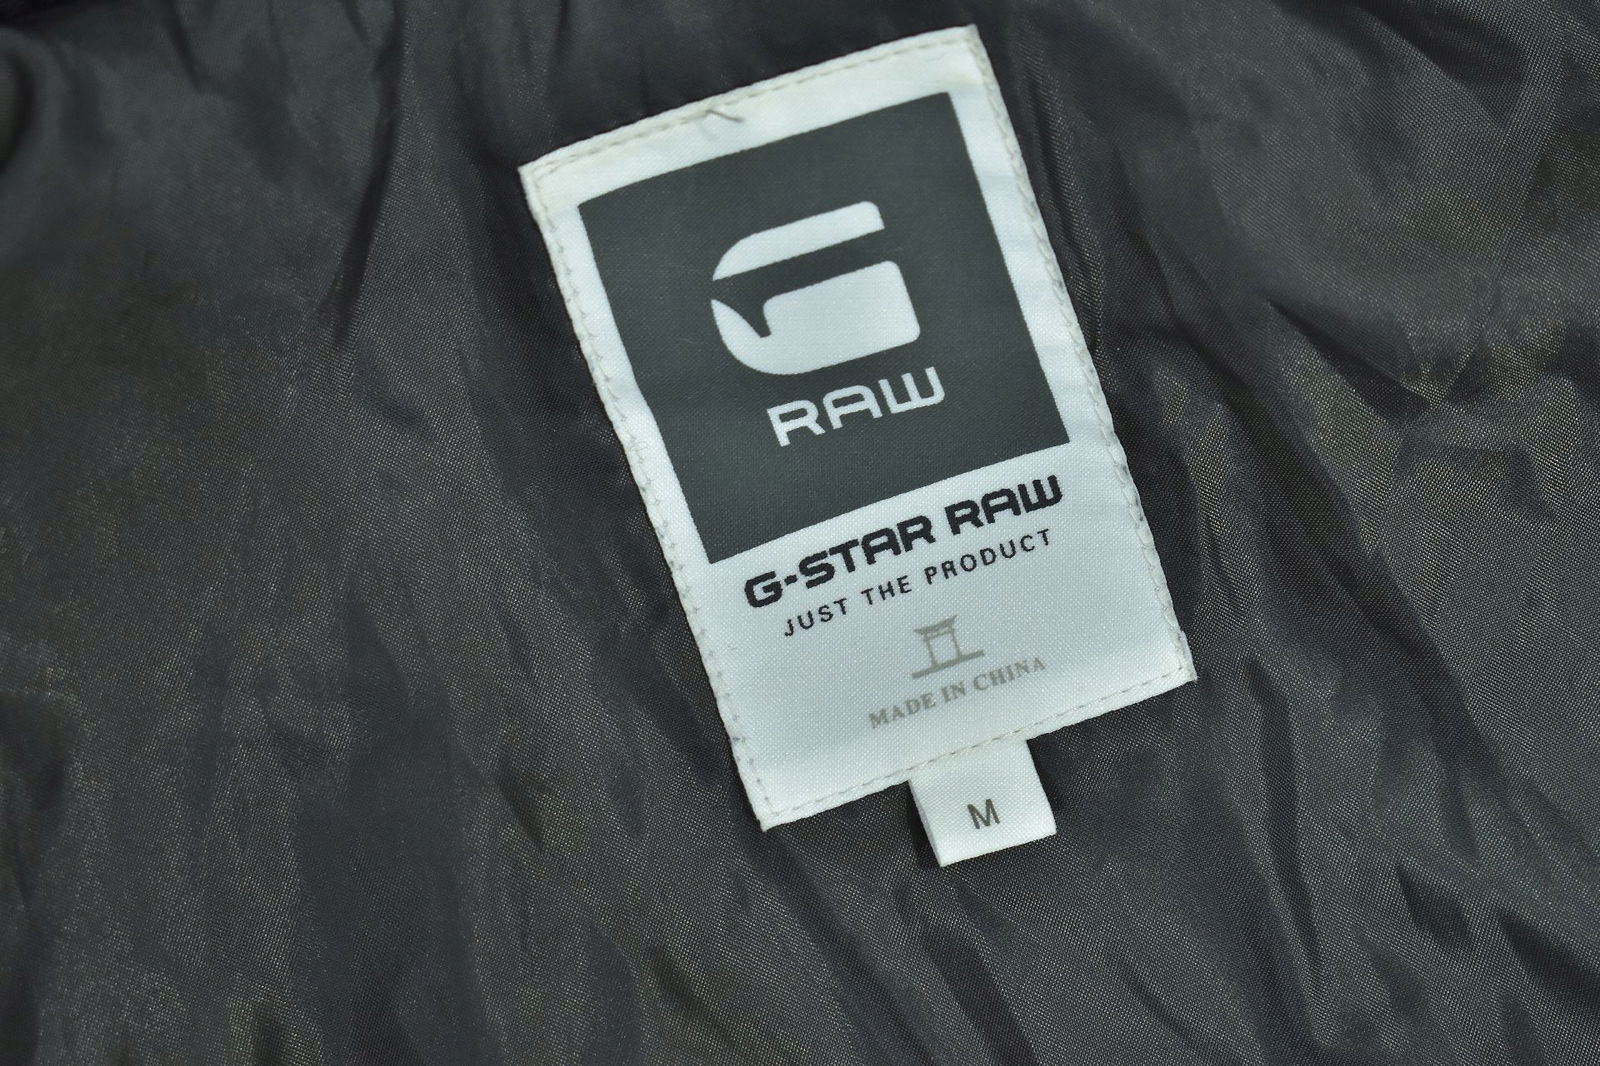 RAW
G-STAR RAW
JUST THE PRODUCT
MADE IN CHINA
M